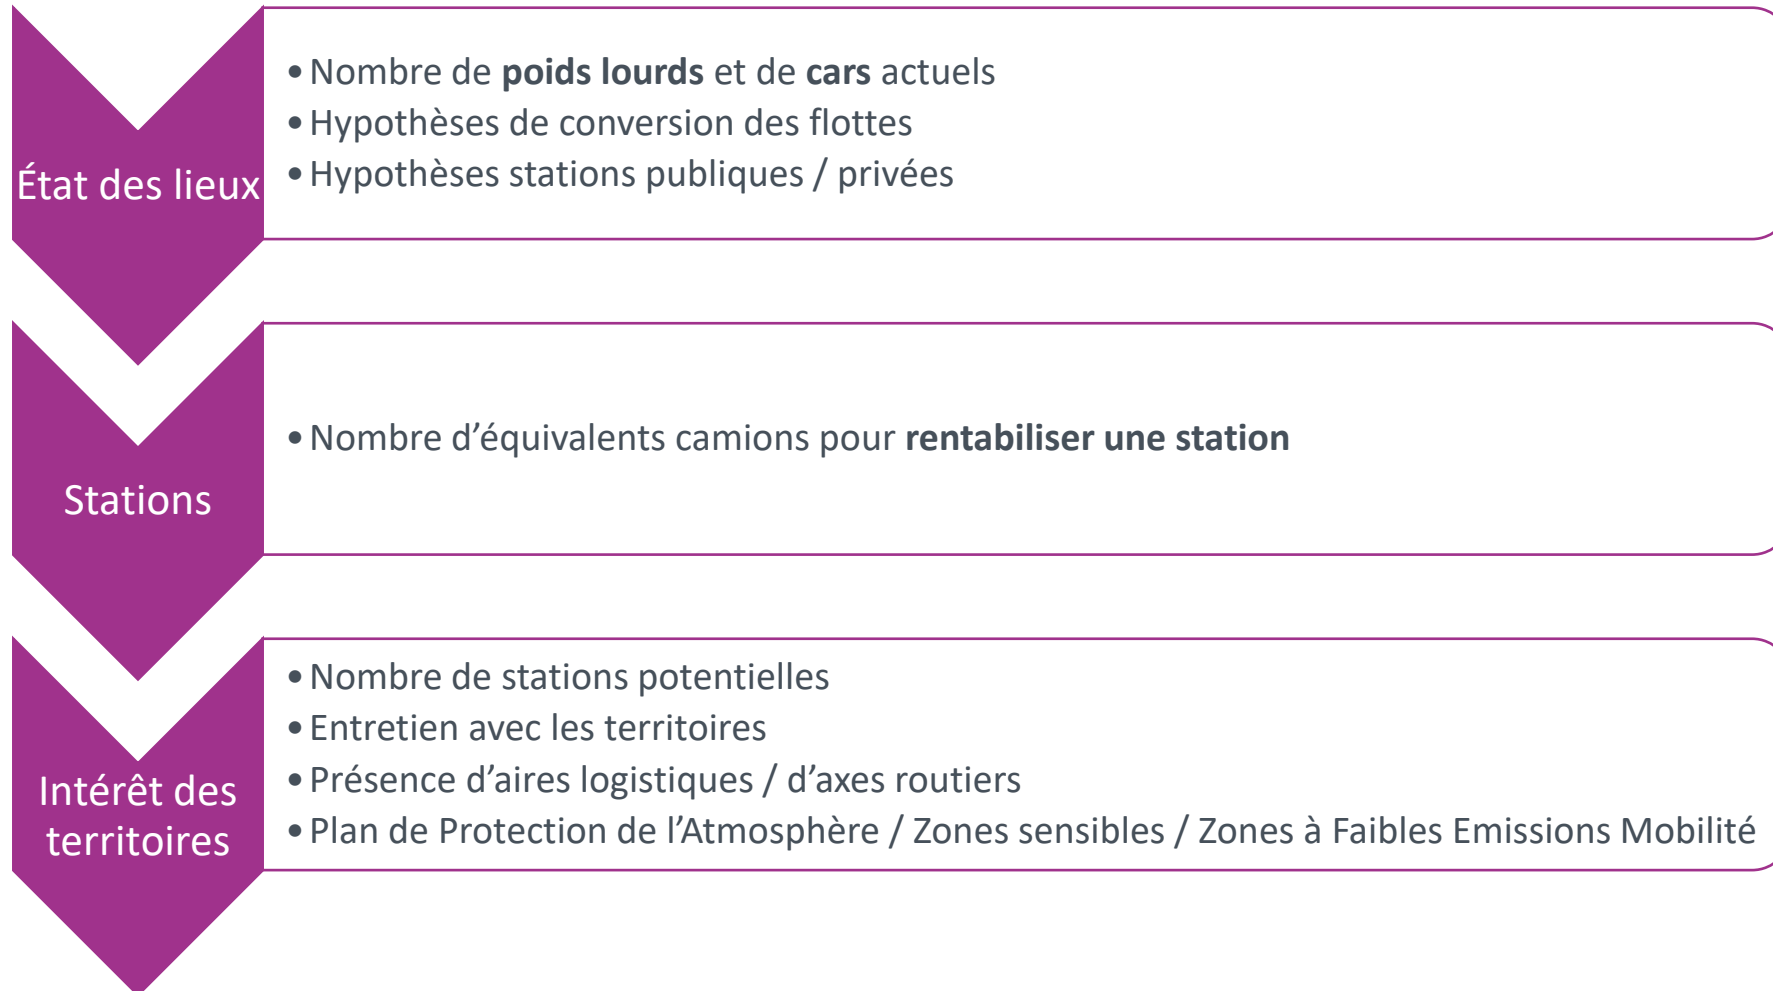 État des lieux
•Nombre de poids lourds et de cars actuels
•Hypothèses de conversion des flottes
•Hypothèses stations publiques / privées
Stations
•Nombre d’équivalents camions pour rentabiliser une station
Intérêt des
territoires
•Nombre de stations potentielles
•Entretien avec les territoires
•Présence d’aires logistiques / d’axes routiers
•Plan de Protection de l’Atmosphère / Zones sensibles / Zones à Faibles Emissions Mobilité